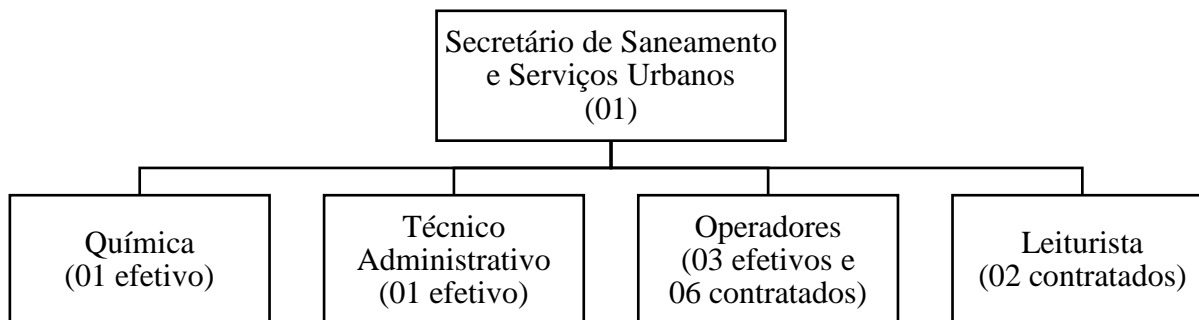 Secretário de Saneamento
e Serviços Urbanos
(01)
Química
(01 efetivo)
Técnico
Administrativo
(01 efetivo)
Operadores
(03 efetivos e
06 contratados)
Leiturista
(02 contratados)